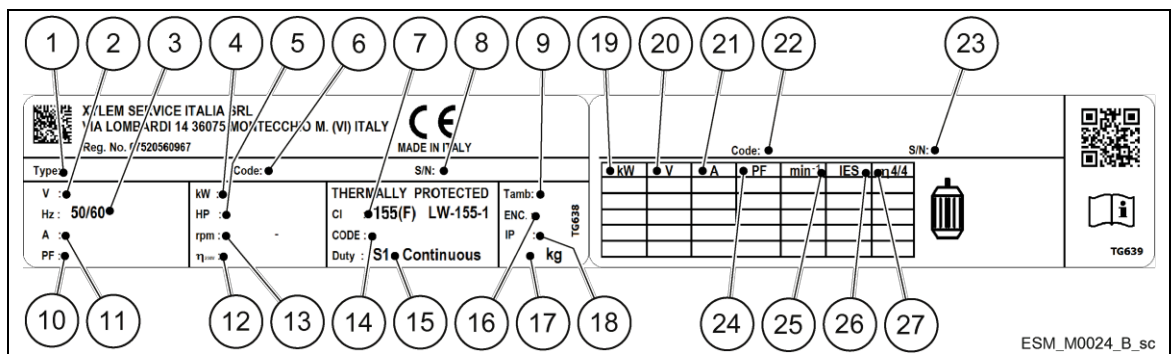 1 2 3 4 5 6 7 8 9 19 20 21 22 23
XYLEM SERVICE ITALIA SRL
VIA LOMBARDI 14 36075 MONTECCHIO M. (VI) ITALY
Reg. No. 07520560967
CE
MADE IN ITALY
Type: Code: S/N:
V :
Hz : 50/60
A :
PF :
kW :
HP :
rpm : -
η :
THERMALLY PROTECTED
Cl : 155(F) LW-155-1
CODE :
Duty : S1 Continuous
Tamb:
ENC. :
IP :
kg
TG638
Code: S/N:
kW V A PF min-1 IES η4/4
i
TG639
10 11 12 13 14 15 16 17 18 24 25 26 27
ESM_M0024_B_sc